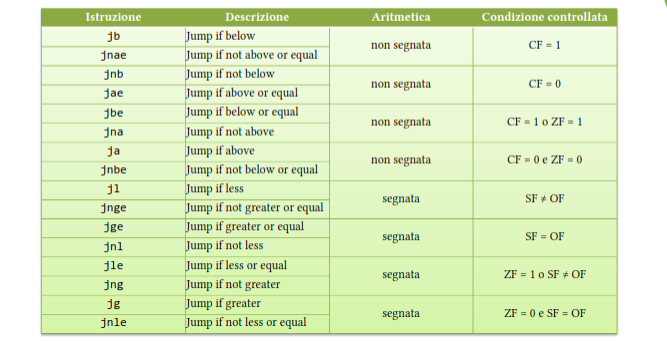 Istruzione Descrizione Aritmetica Condizione controllata
jb Jump if below non segnata CF = 1
jnae Jump if not above or equal
jnb Jump if not below non segnata CF = 0
jae Jump if above or equal
jbe Jump if below or equal non segnata CF = 1 o ZF = 1
jna Jump if not above
ja Jump if above non segnata CF = 0 e ZF = 0
jnbe Jump if not below or equal
jl Jump if less segnata SF ≠ OF
jnge Jump if not greater or equal
jge Jump if greater or equal segnata SF = OF
jnl Jump if not less
jle Jump if less or equal segnata ZF = 1 o SF ≠ OF
jng Jump if not greater
jg Jump if greater segnata ZF = 0 e SF = OF
jnle Jump if not less or equal